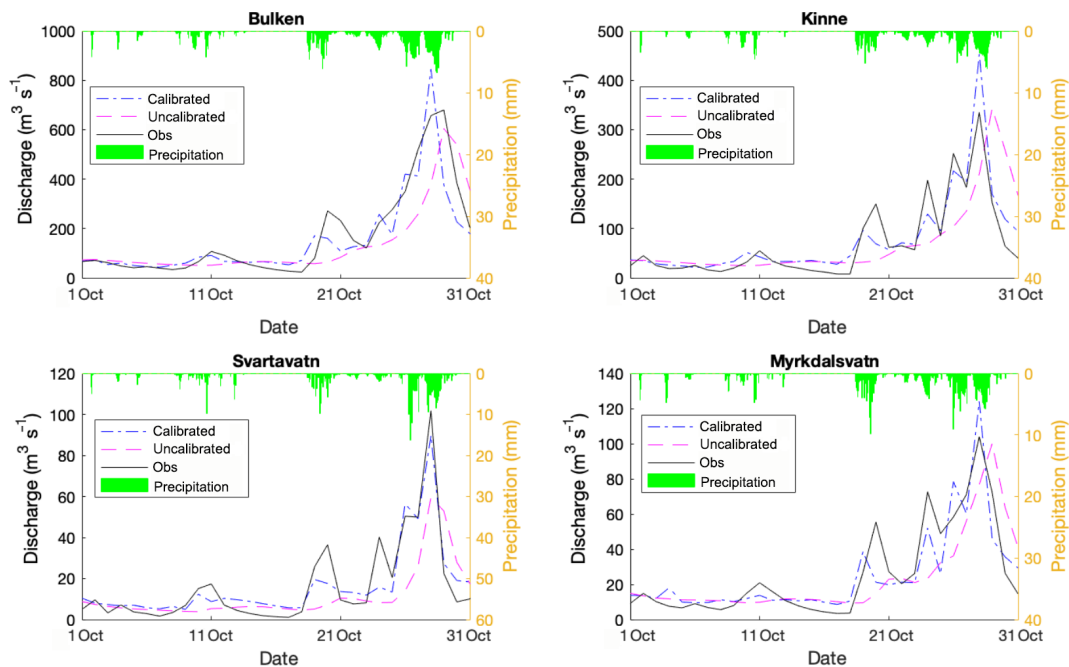 Bulken
1000
800
600
400
200
0
Discharge (m³ s⁻¹)
0
10
20
30
40
Precipitation (mm)
Calibrated
Uncalibrated
Obs
Precipitation
1 Oct 11 Oct 21 Oct 31 Oct
Date
Kinne
500
400
300
200
100
0
Discharge (m³ s⁻¹)
0
10
20
30
40
Precipitation (mm)
Calibrated
Uncalibrated
Obs
Precipitation
1 Oct 11 Oct 21 Oct 31 Oct
Date
Svartavatn
120
100
80
60
40
20
0
Discharge (m³ s⁻¹)
0
10
20
30
40
50
60
Precipitation (mm)
Calibrated
Uncalibrated
Obs
Precipitation
1 Oct 11 Oct 21 Oct 31 Oct
Date
Myrkdalsvatn
140
120
100
80
60
40
20
0
Discharge (m³ s⁻¹)
0
10
20
30
40
Precipitation (mm)
Calibrated
Uncalibrated
Obs
Precipitation
1 Oct 11 Oct 21 Oct 31 Oct
Date